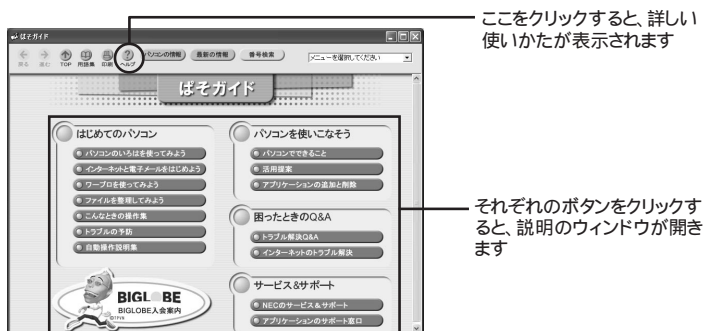 ここをクリックすると、詳しい
使いかたが表示されます
ぱそガイド
戻る 進む TOP 用語集 印刷 ヘルプ パソコンの情報 最新の情報 番号検索 メニューを選択してください
ぱそガイド
はじめてのパソコン
パソコンのいろはを使ってみよう
インターネットと電子メールをはじめよう
ワープロを使ってみよう
ファイルを整理してみよう
こんなときの操作集
トラブルの予防
自動操作説明集
BIGLOBE
BIGLOBE入会案内
パソコンを使いこなそう
パソコンでできること
活用提案
アプリケーションの追加と削除
困ったときのQ&A
トラブル解決Q&A
インターネットのトラブル解決
サービス&サポート
NECのサービス&サポート
アプリケーションのサポート窓口
それぞれのボタンをクリックす
ると、説明のウィンドウが開き
ます